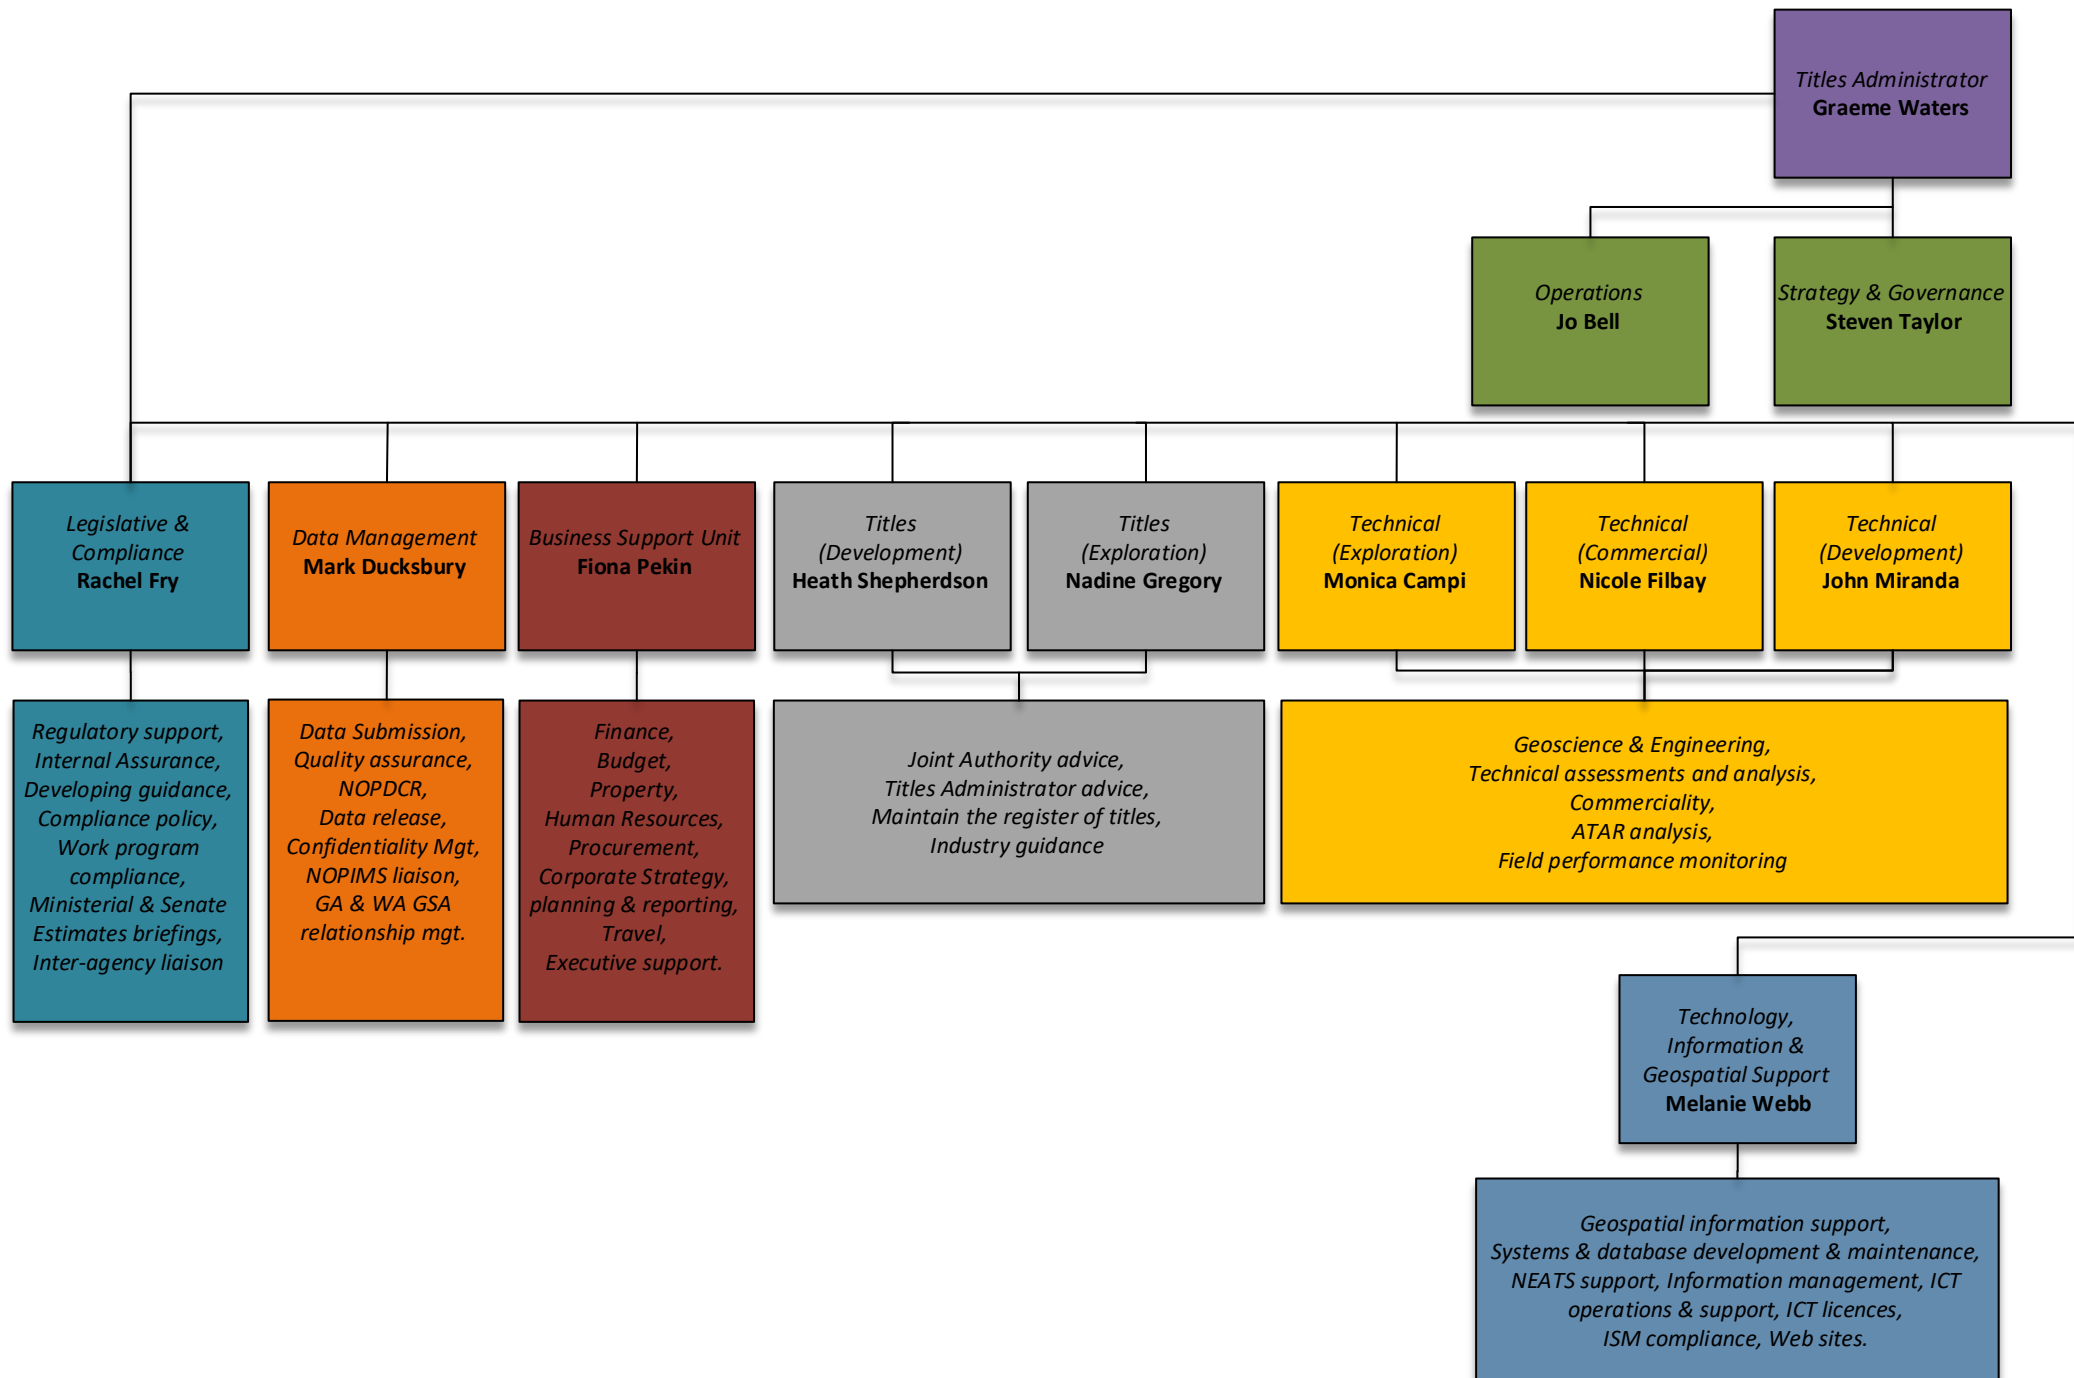 Titles Administrator
Graeme Waters
Operations
Jo Bell
Strategy & Governance
Steven Taylor
Legislative &
Compliance
Rachel Fry
Data Management
Mark Ducksbury
Business Support Unit
Fiona Pekin
Titles
(Development)
Heath Shepherdson
Titles
(Exploration)
Nadine Gregory
Technical
(Exploration)
Monica Campi
Technical
(Commercial)
Nicole Filbay
Technical
(Development)
John Miranda
Regulatory support,
Internal Assurance,
Developing guidance,
Compliance policy,
Work program
compliance,
Ministerial & Senate
Estimates briefings,
Inter-agency liaison
Data Submission,
Quality assurance,
NOPDCR,
Data release,
Confidentiality Mgt,
NOPIMS liaison,
GA & WA GSA
relationship mgt.
Finance,
Budget,
Property,
Human Resources,
Procurement,
Corporate Strategy,
planning & reporting,
Travel,
Executive support.
Joint Authority advice,
Titles Administrator advice,
Maintain the register of titles,
Industry guidance
Geoscience & Engineering,
Technical assessments and analysis,
Commerciality,
ATAR analysis,
Field performance monitoring
Technology,
Information &
Geospatial Support
Melanie Webb
Geospatial information support,
Systems & database development & maintenance,
NEATS support, Information management, ICT
operations & support, ICT licences,
ISM compliance, Web sites.